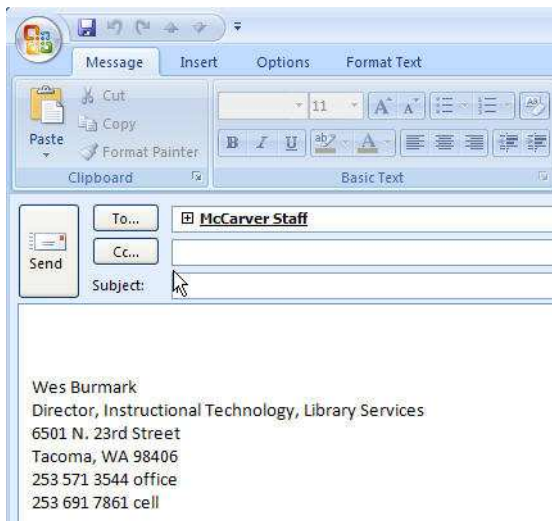 Message Insert Options Format Text
Cut
Copy
Paste
Format Painter
11 A A
B I U ab A
Clipboard Basic Text
To... McCarver Staff
Cc...
Send
Subject:
Wes Burmark
Director, Instructional Technology, Library Services
6501 N. 23rd Street
Tacoma, WA 98406
253 571 3544 office
253 691 7861 cell